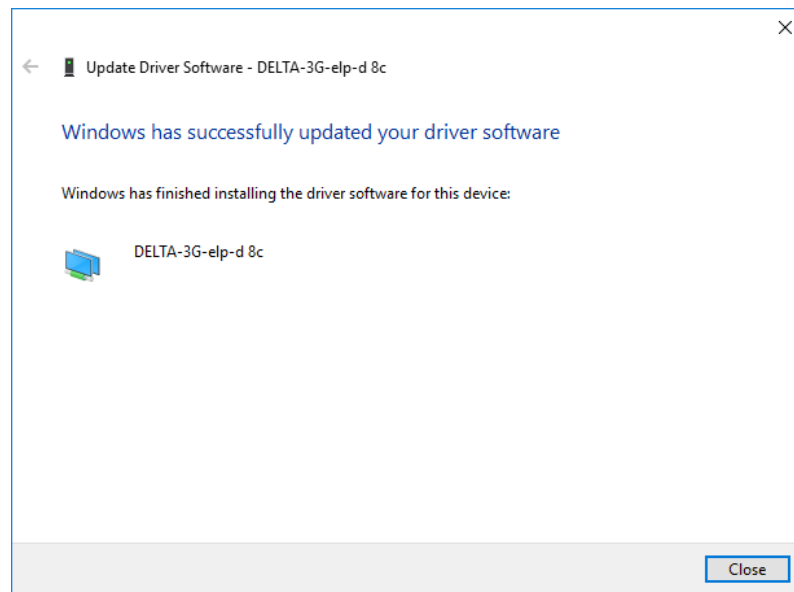 Update Driver Software - DELTA-3G-elp-d 8c
Windows has successfully updated your driver software
Windows has finished installing the driver software for this device:
DELTA-3G-elp-d 8c
Close